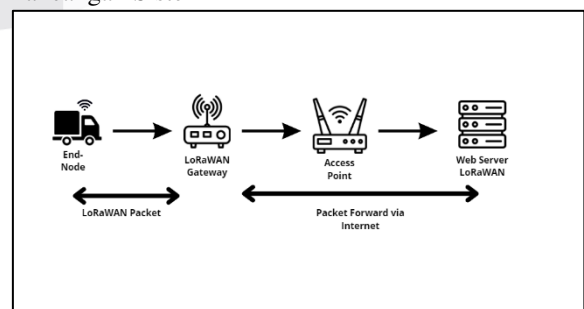 End-
Node
LoRaWAN
Gateway
Access
Point
Web Server
LoRaWAN
LoRaWAN Packet
Packet Forward via
Internet